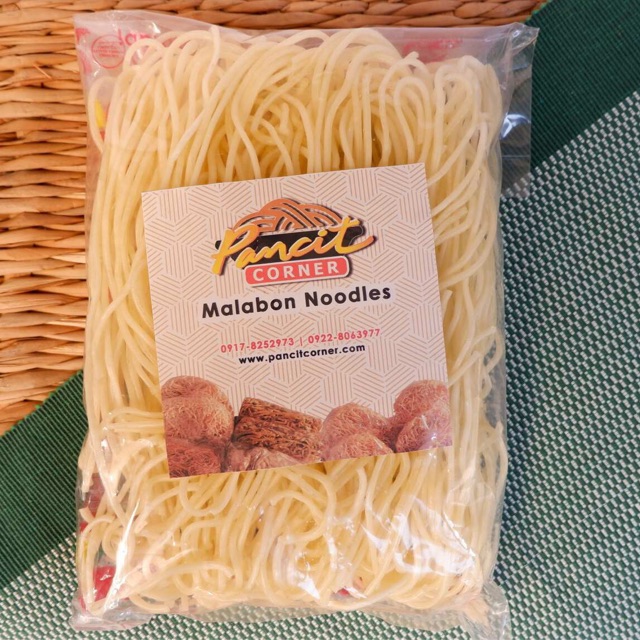 Pancit
CORNER
Malabon Noodles
0917-8252973 | 0922-8063977
www.pancitcorner.com